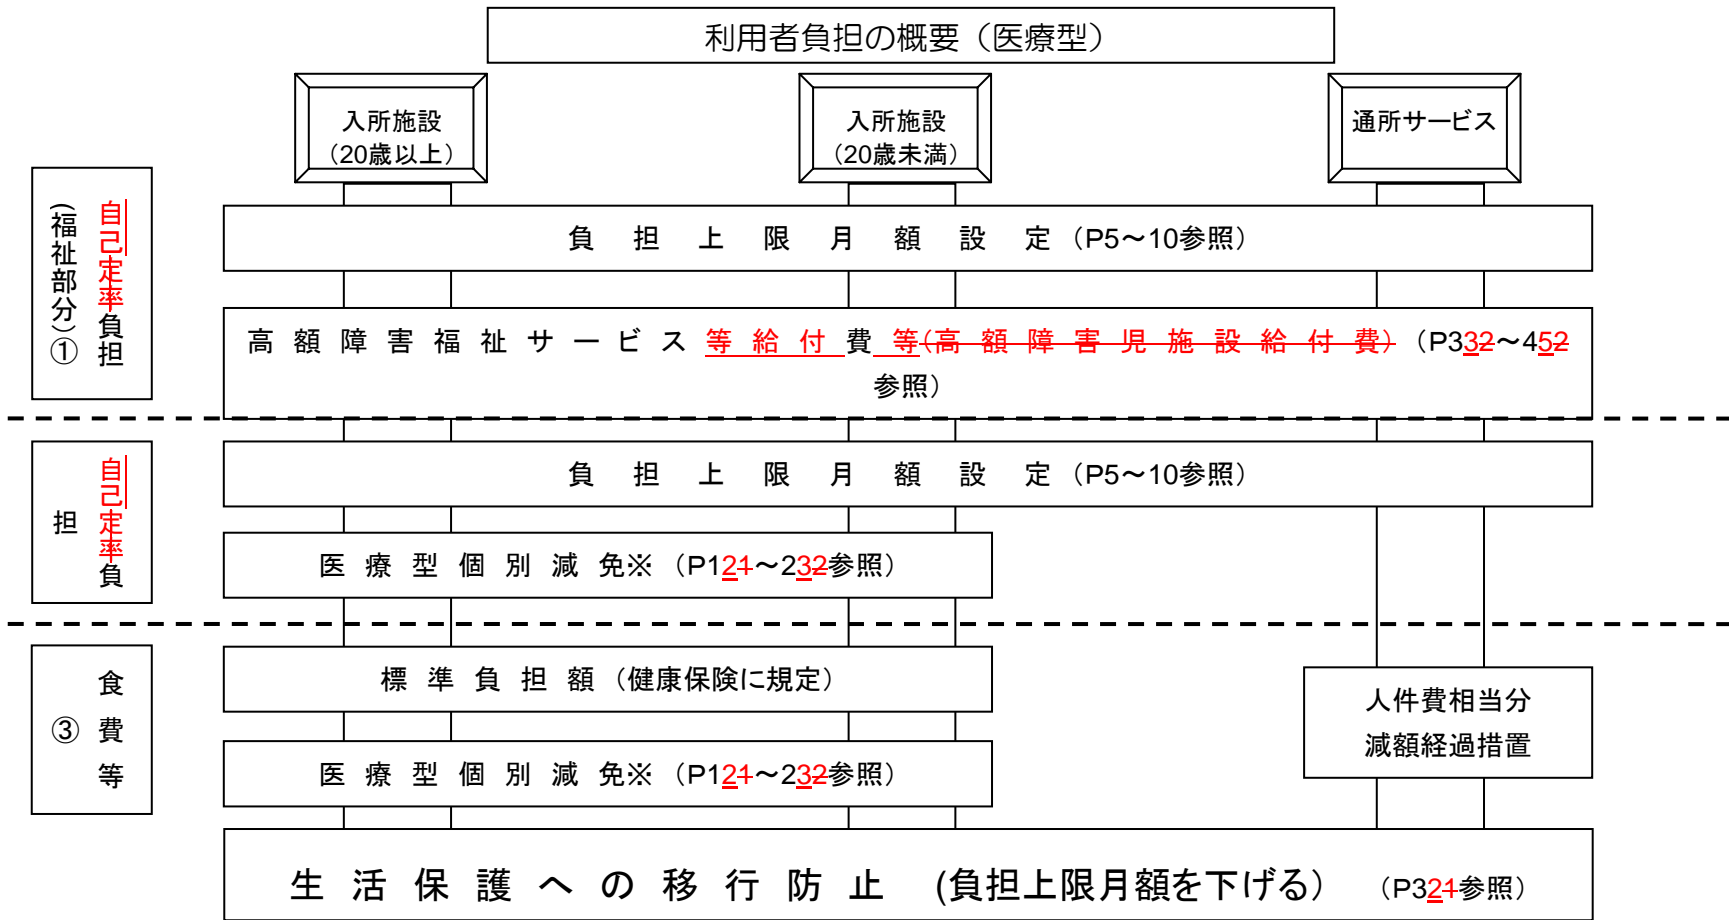 利用者負担の概要（医療型）
入所施設
（20歳以上）
入所施設
（20歳未満）
通所サービス
自己定率負担
（福祉部分）①
負担上限月額設定（P5～10参照）
高額障害福祉サービス等給付費等（高額障害児施設給付費）（P332～452
参照）
自己定率負
担
負担上限月額設定（P5～10参照）
医療型個別減免※（P121～232参照）
食費等
③
標準負担額（健康保険に規定）
人件費相当分
減額経過措置
医療型個別減免※（P121～232参照）
生活保護への移行防止（負担上限月額を下げる）（P321参照）